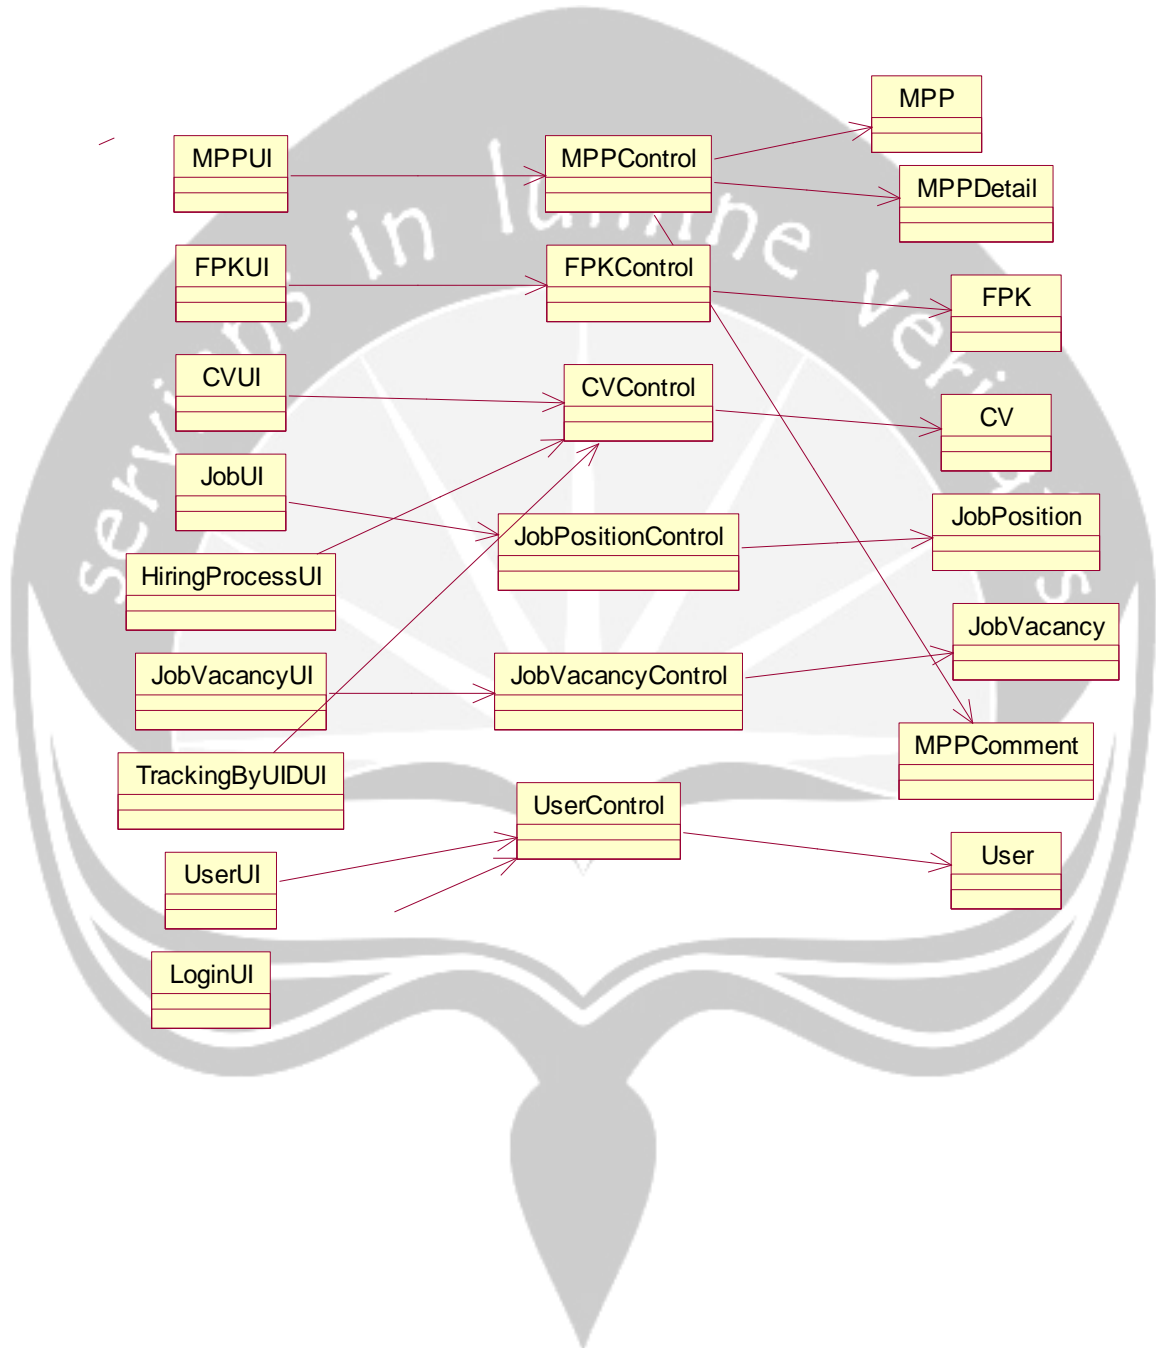 MPP
MPPUI
MPPControl
MPPDetail
FPKUI
FPKControl
FPK
CVUI
CVControl
CV
JobUI
JobPositionControl
JobPosition
HiringProcessUI
JobVacancyUI
JobVacancyControl
JobVacancy
TrackingByUIDUI
MPPComment
UserControl
UserUI
User
LoginUI
in